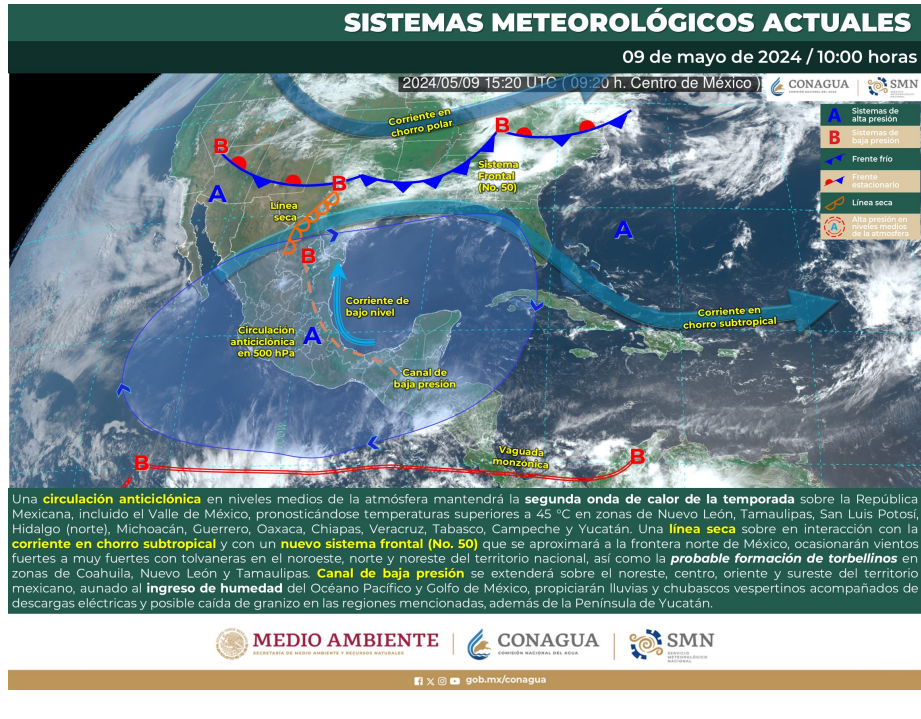 SISTEMAS METEOROLÓGICOS ACTUALES
09 de mayo de 2024 / 10:00 horas
2024/05/09 15:20 UTC ( 09:20 h. Centro de México )
CONAGUA
COMISIÓN NACIONAL DEL AGUA
SMN
A Sistemas de
alta presión
B Sistemas de
baja presión
Frente frío
Frente
estacionario
Línea seca
A Alta presión en
niveles medios
de la atmósfera
Corriente en
chorro polar
B
B
Sistema
Frontal
(No. 50)
B
A
Línea
seca
A
B
Corriente de
bajo nivel
Corriente en
chorro subtropical
Circulación
anticiclónica
en 500 hPa
A
Canal de
baja presión
Vaguada
monzónica
B
B
Una circulación anticiclónica en niveles medios de la atmósfera mantendrá la segunda onda de calor de la temporada sobre la República
Mexicana, incluido el Valle de México, pronosticándose temperaturas superiores a 45 °C en zonas de Nuevo León, Tamaulipas, San Luis Potosí,
Hidalgo (norte), Michoacán, Guerrero, Oaxaca, Chiapas, Veracruz, Tabasco, Campeche y Yucatán. Una línea seca sobre en interacción con la
corriente en chorro subtropical y con un nuevo sistema frontal (No. 50) que se aproximará a la frontera norte de México, ocasionarán vientos
fuertes a muy fuertes con tolvaneras en el noroeste, norte y noreste del territorio nacional, así como la probable formación de torbellinos en
zonas de Coahuila, Nuevo León y Tamaulipas. Canal de baja presión se extenderá sobre el noreste, centro, oriente y sureste del territorio
mexicano, aunado al ingreso de humedad del Océano Pacífico y Golfo de México, propiciarán lluvias y chubascos vespertinos acompañados de
descargas eléctricas y posible caída de granizo en las regiones mencionadas, además de la Península de Yucatán.
MEDIO AMBIENTE
SECRETARÍA DE MEDIO AMBIENTE Y RECURSOS NATURALES
CONAGUA
COMISIÓN NACIONAL DEL AGUA
SMN
SERVICIO
METEOROLÓGICO
NACIONAL
gob.mx/conagua